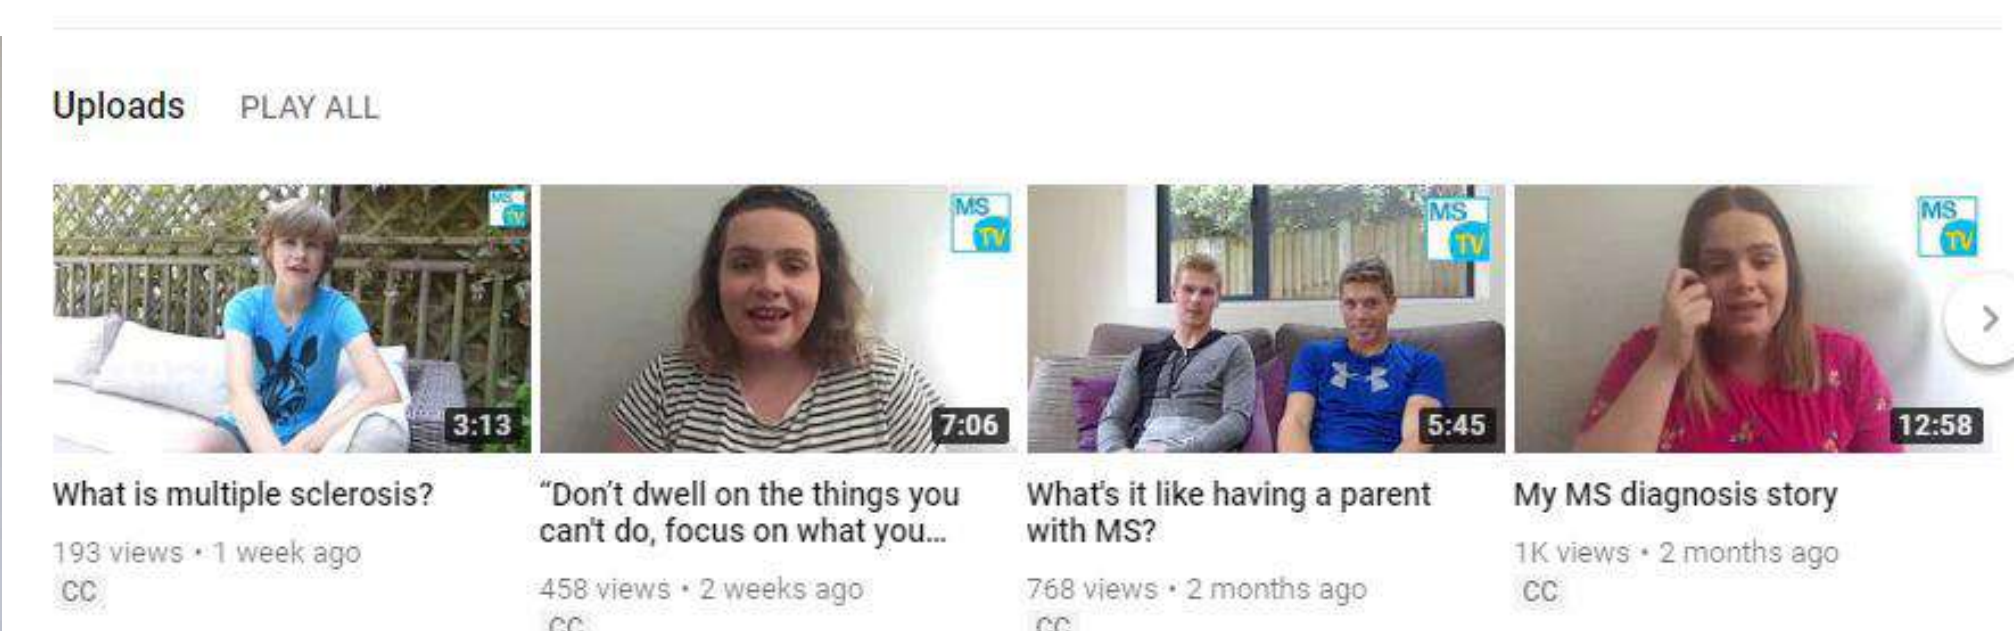 Uploads PLAY ALL
MS
TV
3:13
MS
TV
7:06
MS
TV
5:45
MS
TV
12:58
What is multiple sclerosis?
193 views • 1 week ago
CC
“Don’t dwell on the things you
can't do, focus on what you...
458 views • 2 weeks ago
CC
What's it like having a parent
with MS?
768 views • 2 months ago
CC
My MS diagnosis story
1K views • 2 months ago
CC